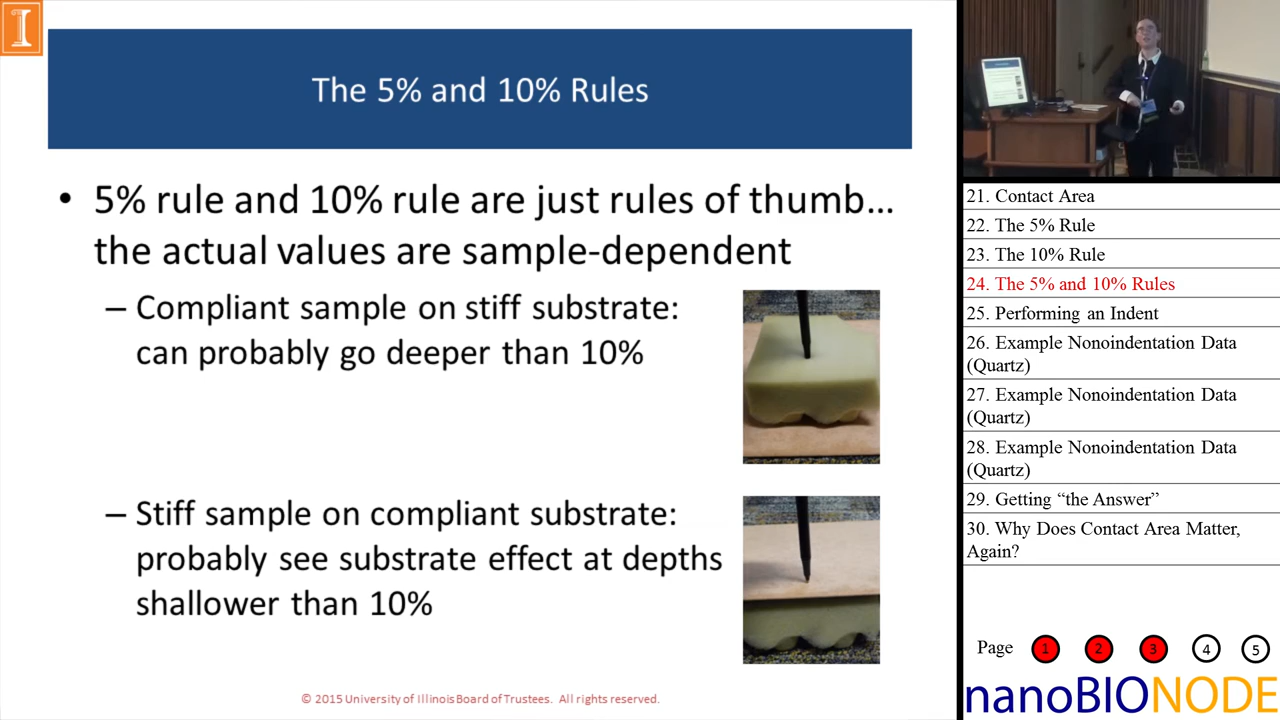 I
The 5% and 10% Rules
• 5% rule and 10% rule are just rules of thumb...
the actual values are sample-dependent
– Compliant sample on stiff substrate:
can probably go deeper than 10%
– Stiff sample on compliant substrate:
probably see substrate effect at depths
shallower than 10%
© 2015 University of IllinoisBoard of Trustees. All rights reserved.
21. Contact Area
22. The 5% Rule
23. The 10% Rule
24. The 5% and 10% Rules
25. Performing an Indent
26. Example Nonoindentation Data
(Quartz)
27. Example Nonoindentation Data
(Quartz)
28. Example Nonoindentation Data
(Quartz)
29. Getting “the Answer”
30. Why Does Contact Area Matter,
Again?
Page 1 2 3 4 5
nanoBIONODE